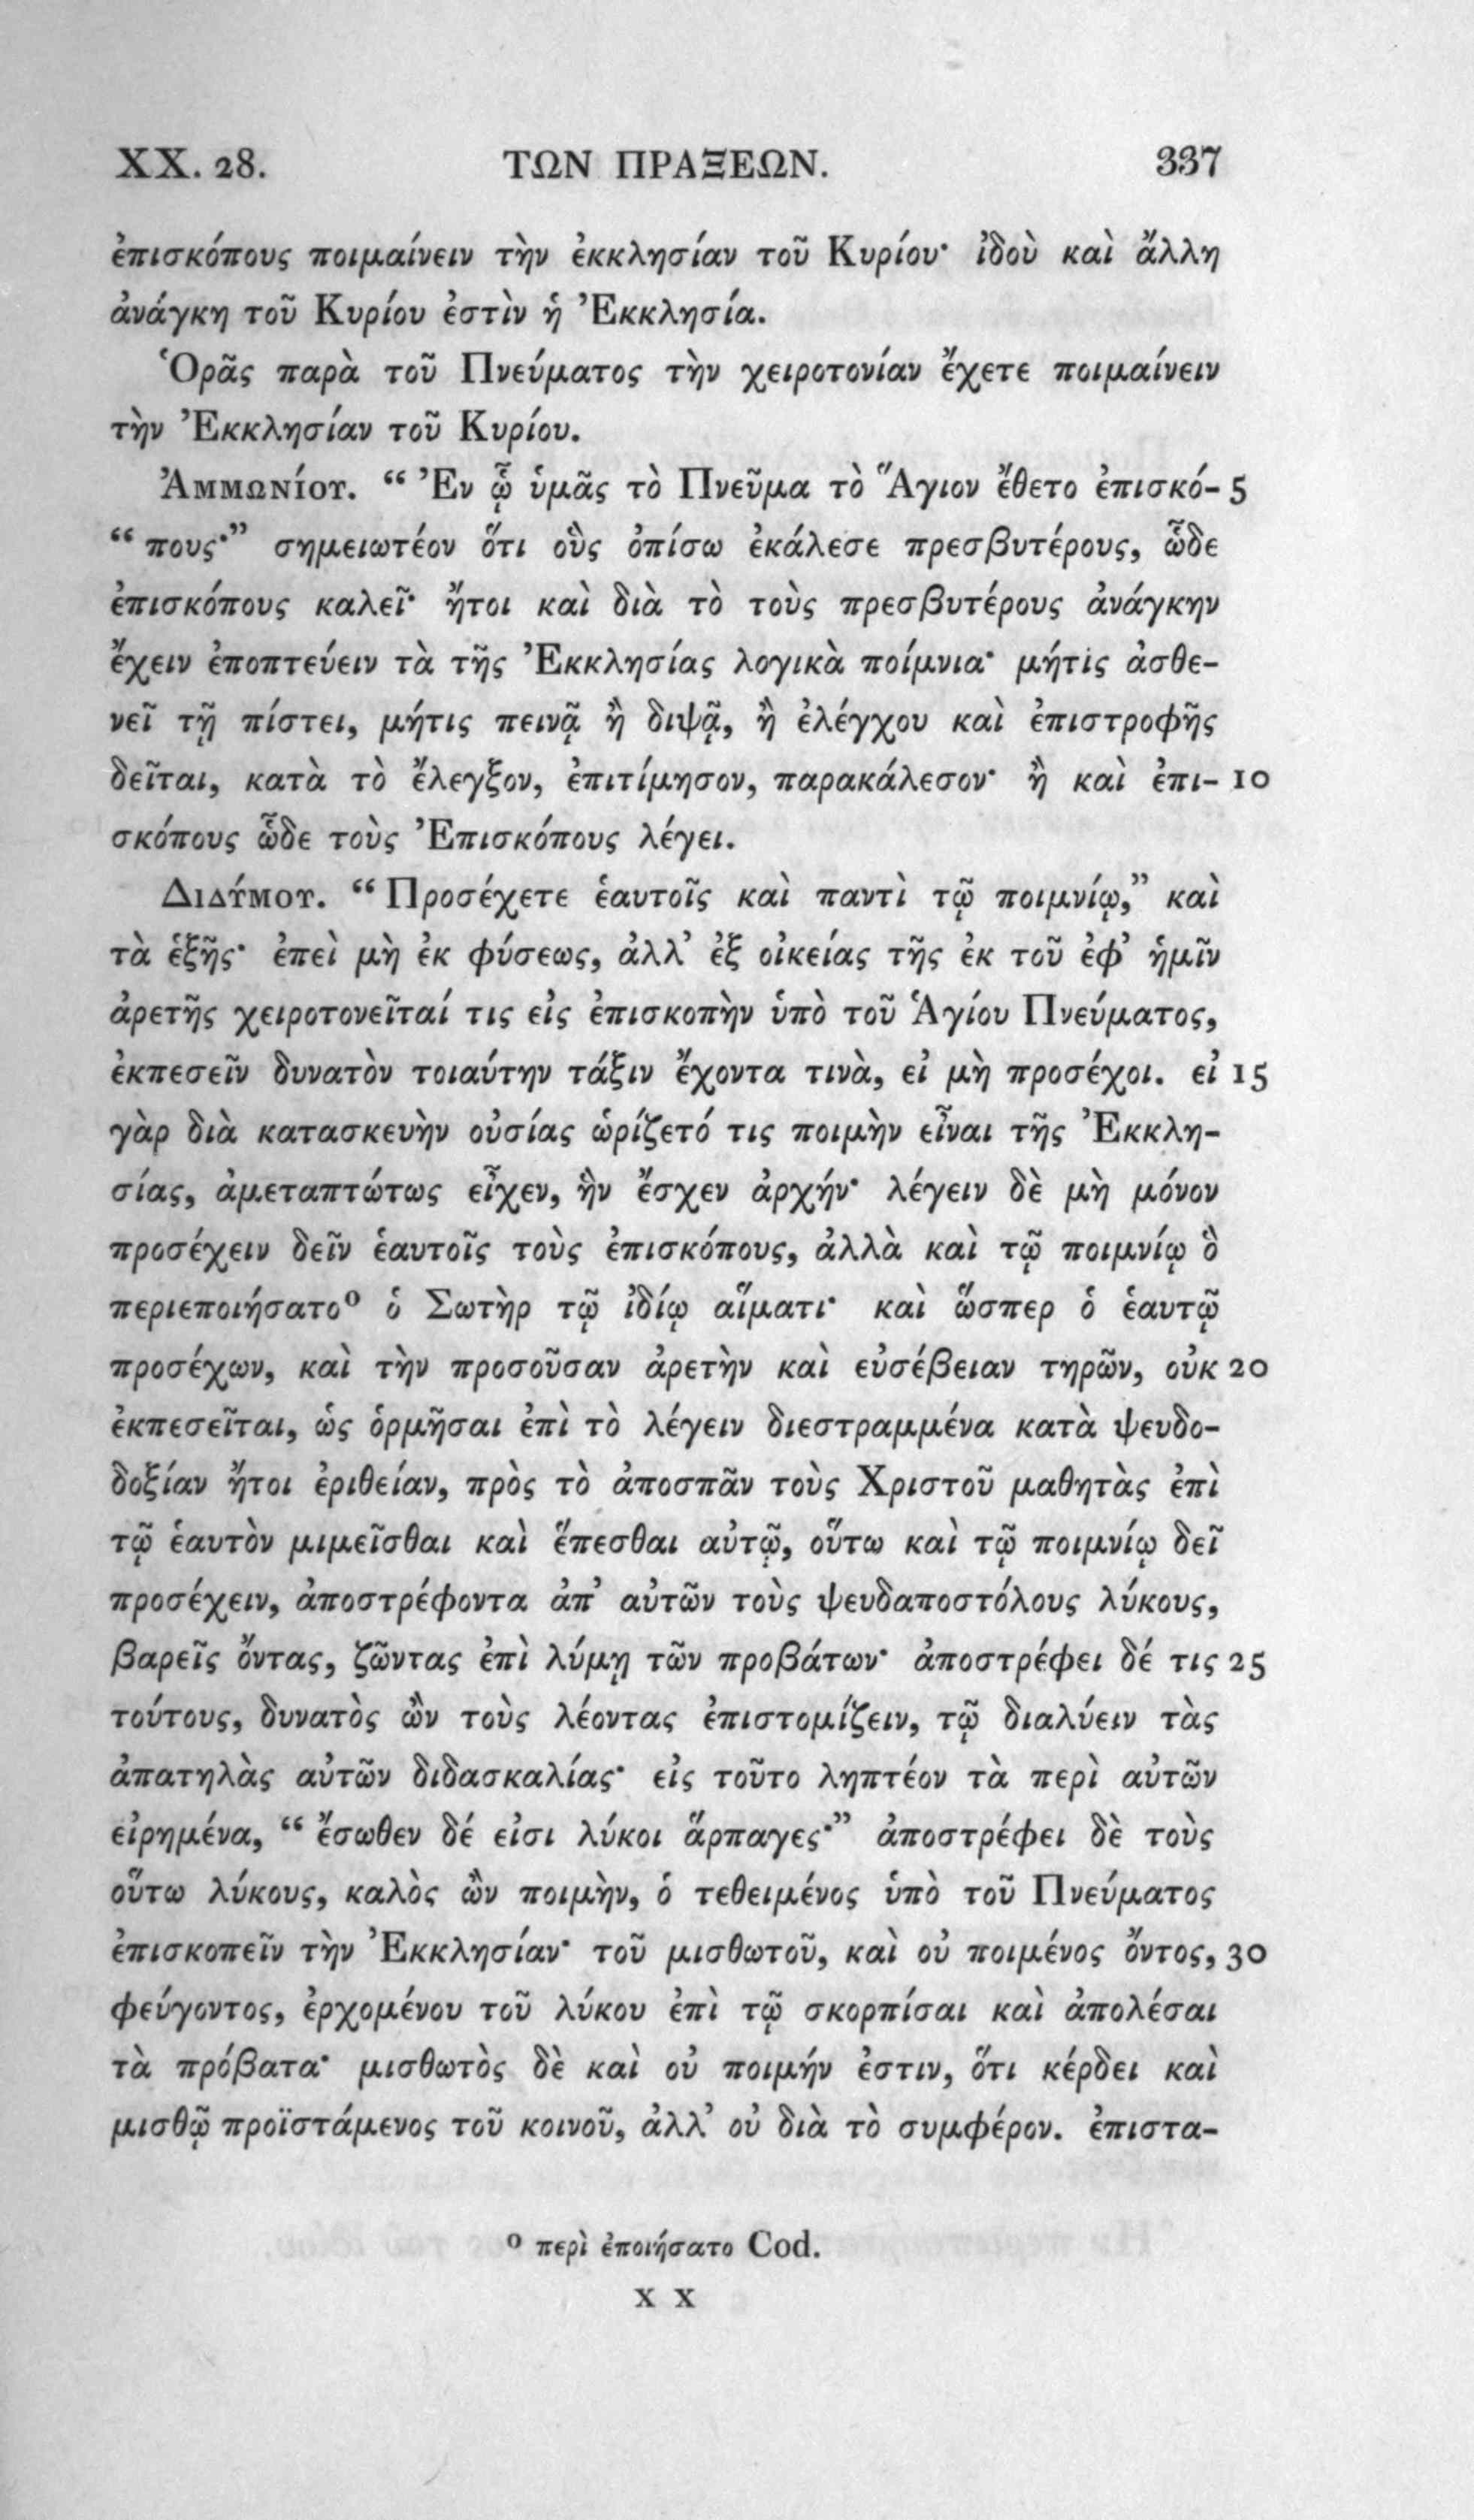 XX. 28. ΤΩΝ ΠΡΑΞΕΩΝ. 337
ἐπισκόπους ποιμαίνειν τὴν ἐκκλησίαν τοῦ Κυρίου· ἰδοὺ καὶ ἄλλη
ἀνάγκη τοῦ Κυρίου ἐστὶν ἡ Ἐκκλησία.
Ὁρᾶς παρὰ τοῦ Πνεύματος τὴν χειροτονίαν ἔχετε ποιμαίνειν
τὴν Ἐκκλησίαν τοῦ Κυρίου.
Ἀμμωνίου. “ Ἐν ᾧ ὑμᾶς τὸ Πνεῦμα τὸ Ἅγιον ἔθετο ἐπισκό- 5
“ πους·” σημειωτέον ὅτι οὓς ὀπίσω ἐκάλεσε πρεσβυτέρους, ὧδε
ἐπισκόπους καλεῖ· ἤτοι καὶ διὰ τὸ τοὺς πρεσβυτέρους ἀνάγκην
ἔχειν ἐποπτεύειν τὰ τῆς Ἐκκλησίας λογικὰ ποίμνια· μήτὶς ἀσθε-
νεῖ τῇ πίστει, μήτις πεινᾷ ἢ διψᾷ, ἢ ἐλέγχου καὶ ἐπιστροφῆς
δεῖται, κατὰ τὸ ἔλεγξον, ἐπιτίμησον, παρακάλεσον· ἢ καὶ ἐπι- 10
σκόπους ὧδε τοὺς Ἐπισκόπους λέγει.
Διδύμου. “ Προσέχετε ἑαυτοῖς καὶ παντὶ τῷ ποιμνίῳ,” καὶ
τὰ ἑξῆς· ἐπεὶ μὴ ἐκ φύσεως, ἀλλ’ ἐξ οἰκείας τῆς ἐκ τοῦ ἐφ’ ἡμῖν
ἀρετῆς χειροτονεῖταί τις εἰς ἐπισκοπὴν ὑπὸ τοῦ Ἁγίου Πνεύματος,
ἐκπεσεῖν δυνατὸν τοιαύτην τάξιν ἔχοντα τινὰ, εἰ μὴ προσέχοι. εἰ 15
γὰρ διὰ κατασκευὴν οὐσίας ὡρίζετό τις ποιμὴν εἶναι τῆς Ἐκκλη-
σίας, ἀμεταπτώτως εἶχεν, ἣν ἔσχεν ἀρχήν· λέγειν δὲ μὴ μόνον
προσέχειν δεῖν ἑαυτοῖς τοὺς ἐπισκόπους, ἀλλὰ καὶ τῷ ποιμνίῳ ὃ
περιεποιήσατοº ὁ Σωτὴρ τῷ ἰδίῳ αἵματι· καὶ ὥσπερ ὁ ἑαυτῷ
προσέχων, καὶ τὴν προσοῦσαν ἀρετὴν καὶ εὐσέβειαν τηρῶν, οὐκ 20
ἐκπεσεῖται, ὡς ὁρμῆσαι ἐπὶ τὸ λέγειν διεστραμμένα κατὰ ψευδο-
δοξίαν ἤτοι ἐριθείαν, πρὸς τὸ ἀποσπᾶν τοὺς Χριστοῦ μαθητὰς ἐπὶ
τῷ ἑαυτὸν μιμεῖσθαι καὶ ἕπεσθαι αὐτῷ, οὕτω καὶ τῷ ποιμνίῳ δεῖ
προσέχειν, ἀποστρέφοντα ἀπ’ αὐτῶν τοὺς ψευδαποστόλους λύκους,
βαρεῖς ὄντας, ζῶντας ἐπὶ λύμῃ τῶν προβάτων· ἀποστρέφει δέ τις 25
τούτους, δυνατὸς ὢν τοὺς λέοντας ἐπιστομίζειν, τῷ διαλύειν τὰς
ἀπατηλὰς αὐτῶν διδασκαλίας· εἰς τοῦτο ληπτέον τὰ περὶ αὐτῶν
εἰρημένα, “ ἔσωθεν δέ εἰσι λύκοι ἅρπαγες·” ἀποστρέφει δὲ τοὺς
οὕτω λύκους, καλὸς ὢν ποιμὴν, ὁ τεθειμένος ὑπὸ τοῦ Πνεύματος
ἐπισκοπεῖν τὴν Ἐκκλησίαν· τοῦ μισθωτοῦ, καὶ οὐ ποιμένος ὄντος, 30
φεύγοντος, ἐρχομένου τοῦ λύκου ἐπὶ τῷ σκορπίσαι καὶ ἀπολέσαι
τὰ πρόβατα· μισθωτὸς δὲ καὶ οὐ ποιμήν ἐστιν, ὅτι κέρδει καὶ
μισθῷ προϊστάμενος τοῦ κοινοῦ, ἀλλ’ οὐ διὰ τὸ συμφέρον. ἐπιστα-
º περὶ ἐποιήσατο Cod.
X X